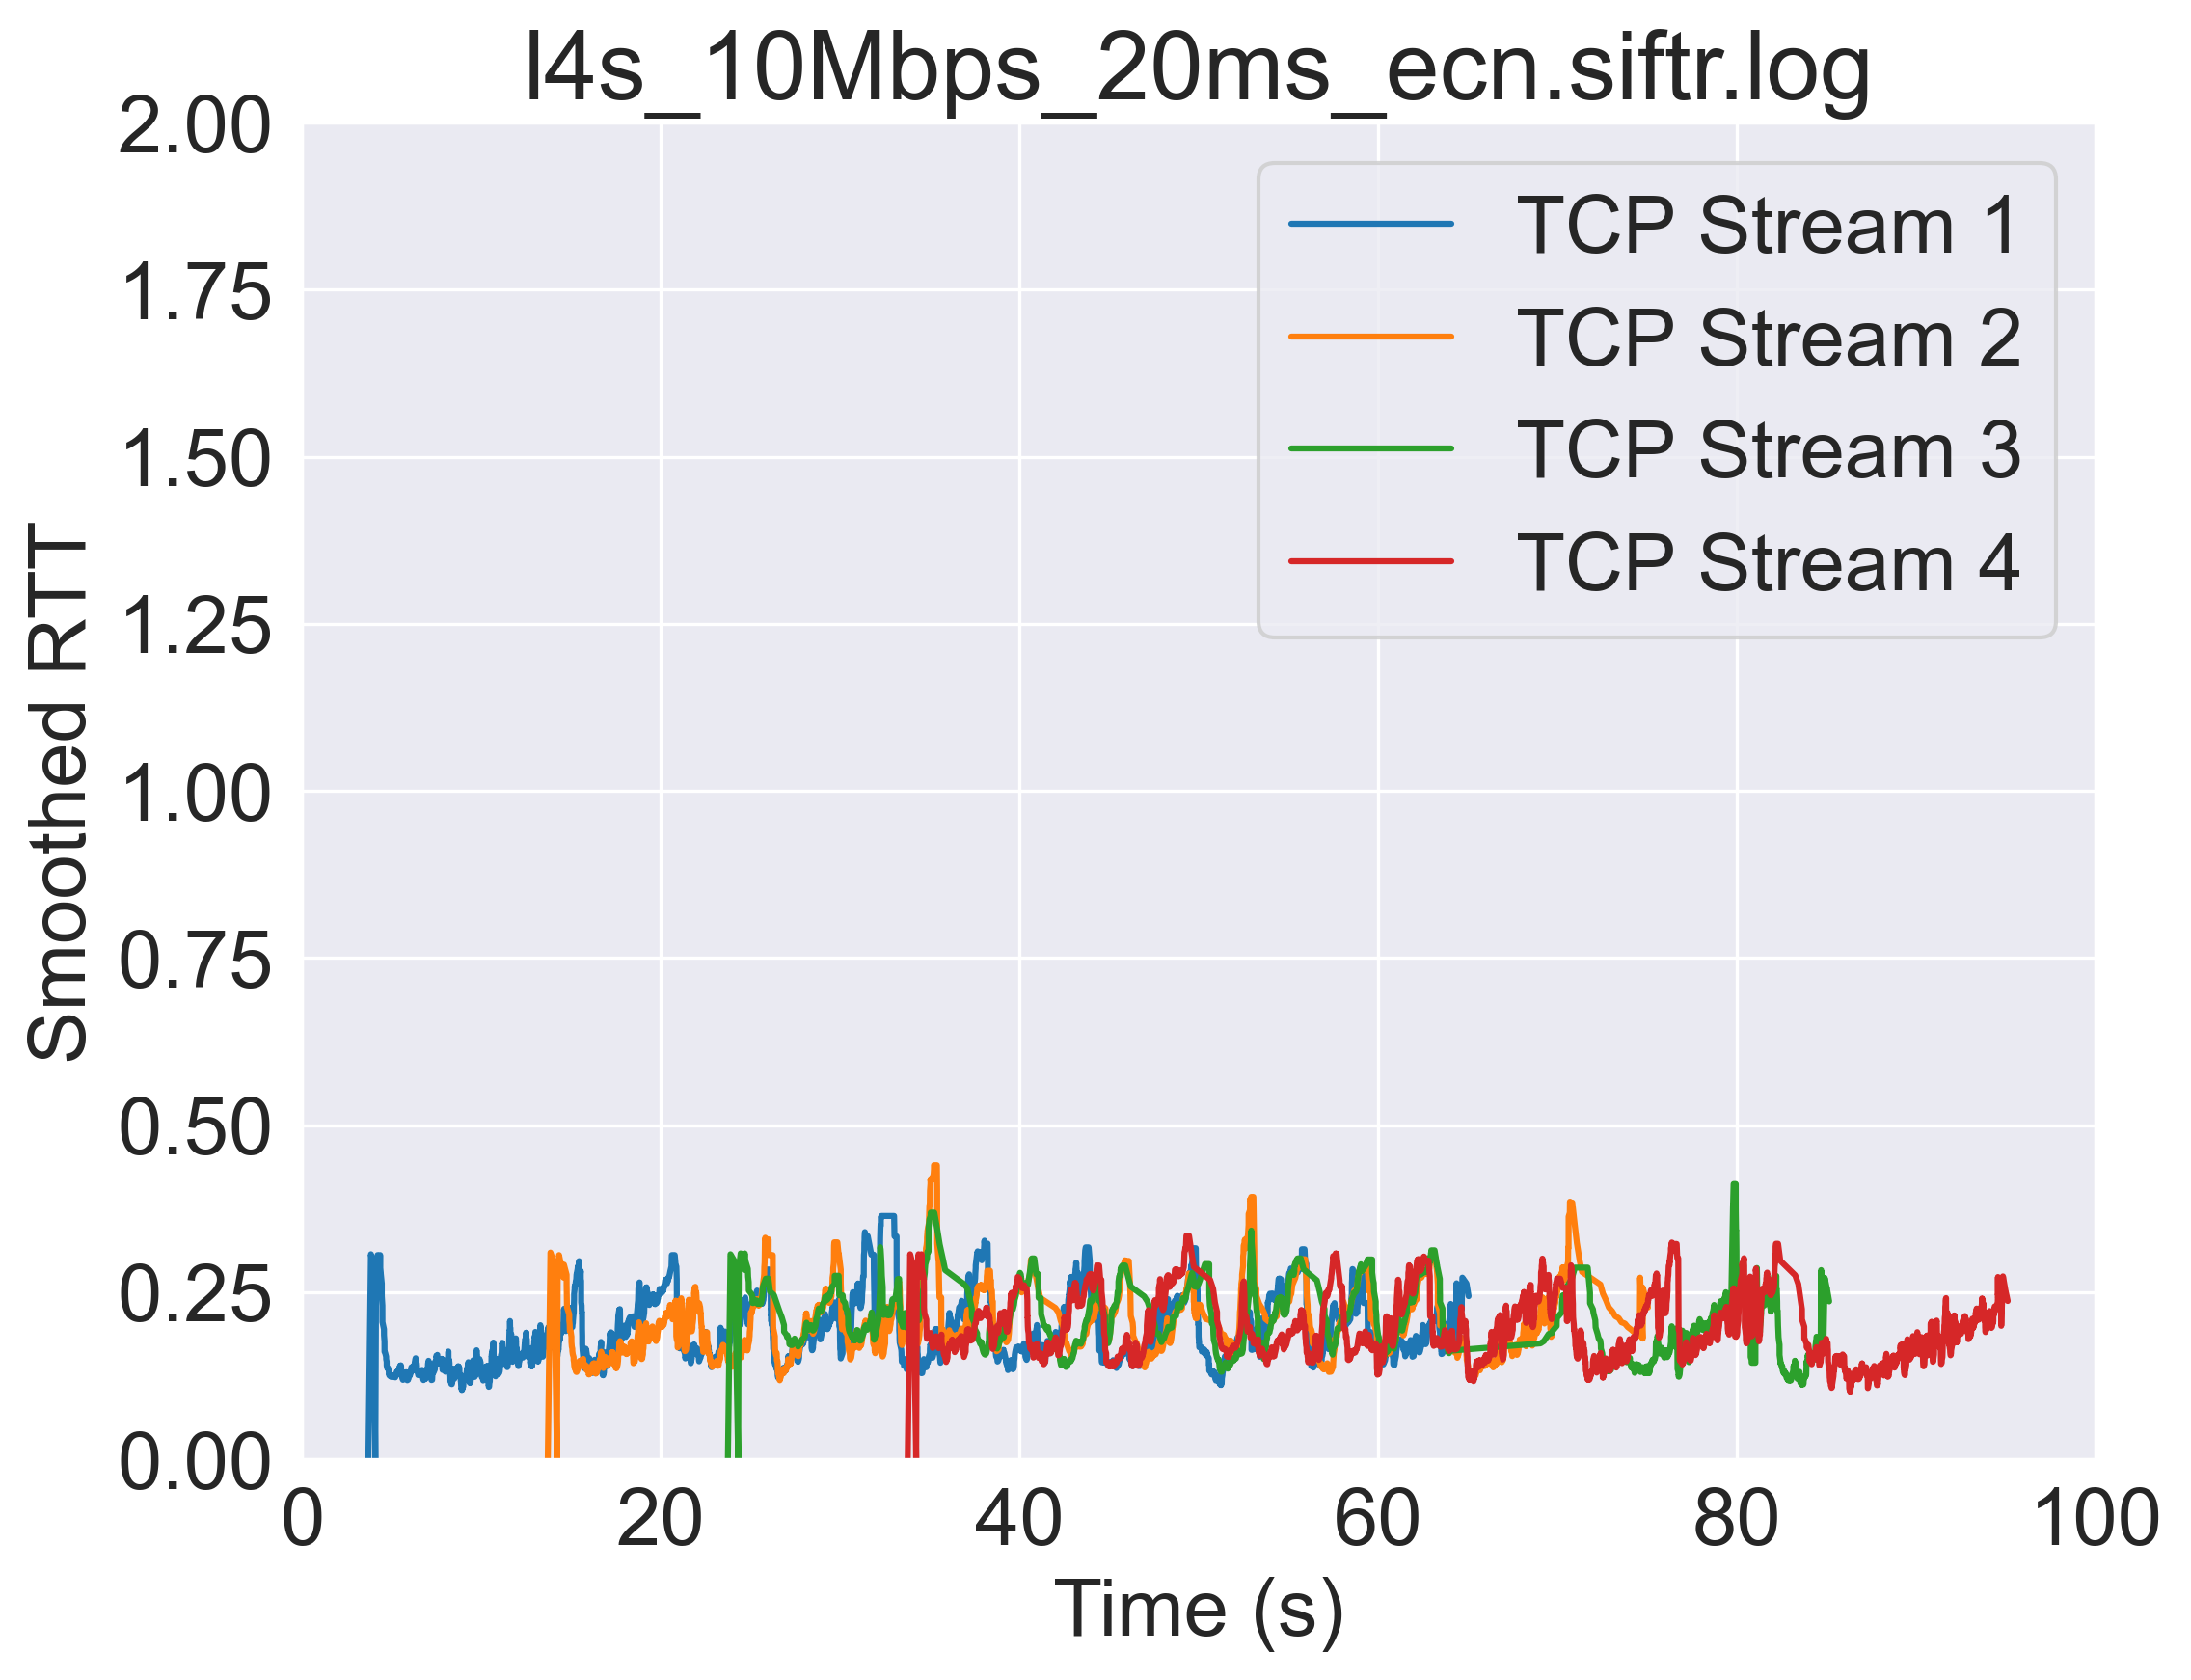 l4s_10Mbps_20ms_ecn.siftr.log
2.00
1.75
1.50
1.25
1.00
0.75
0.50
0.25
0.00
Smoothed RTT
TCP Stream 1
TCP Stream 2
TCP Stream 3
TCP Stream 4
0 20 40 60 80 100
Time (s)